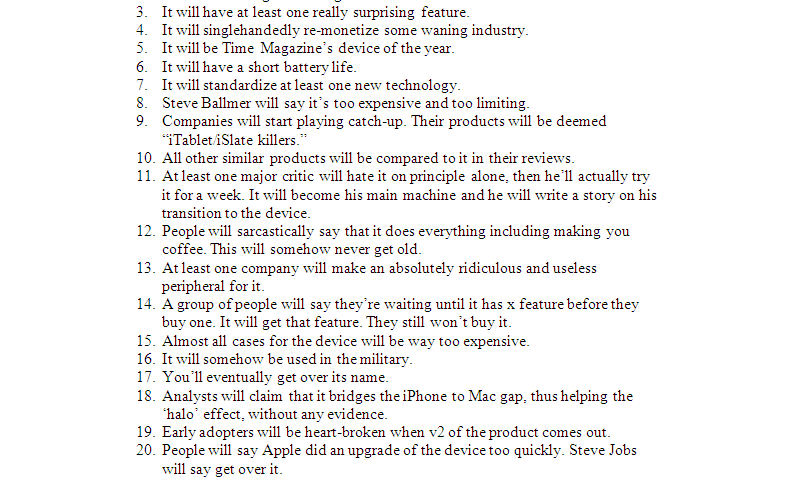 3. It will have at least one really surprising feature.
4. It will singlehandedly re-monetize some waning industry.
5. It will be Time Magazine’s device of the year.
6. It will have a short battery life.
7. It will standardize at least one new technology.
8. Steve Ballmer will say it’s too expensive and too limiting.
9. Companies will start playing catch-up. Their products will be deemed
“iTablet/iSlate killers.”
10. All other similar products will be compared to it in their reviews.
11. At least one major critic will hate it on principle alone, then he’ll actually try
it for a week. It will become his main machine and he will write a story on his
transition to the device.
12. People will sarcastically say that it does everything including making you
coffee. This will somehow never get old.
13. At least one company will make an absolutely ridiculous and useless
peripheral for it.
14. A group of people will say they’re waiting until it has x feature before they
buy one. It will get that feature. They still won’t buy it.
15. Almost all cases for the device will be way too expensive.
16. It will somehow be used in the military.
17. You’ll eventually get over its name.
18. Analysts will claim that it bridges the iPhone to Mac gap, thus helping the
‘halo’ effect, without any evidence.
19. Early adopters will be heart-broken when v2 of the product comes out.
20. People will say Apple did an upgrade of the device too quickly. Steve Jobs
will say get over it.